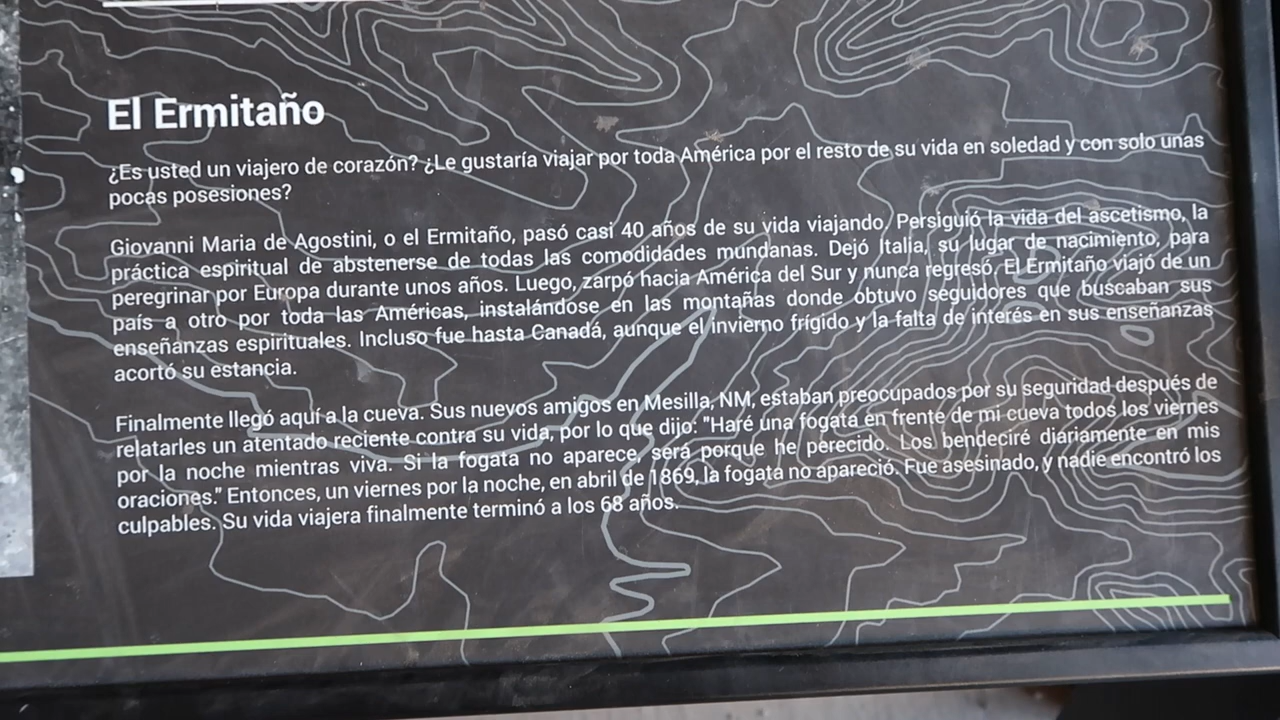 El Ermitaño
¿Es usted un viajero de corazón? ¿Le gustaría viajar por toda América por el resto de su vida en soledad y con solo unas
pocas posesiones?
Giovanni Maria de Agostini, o el Ermitaño, pasó casi 40 años de su vida viajando. Persiguió la vida del ascetismo, la
práctica espiritual de abstenerse de todas las comodidades mundanas. Dejó Italia, su lugar de nacimiento, para
peregrinar por Europa durante unos años. Luego, zarpó hacia América del Sur y nunca regresó. El Ermitaño viajó de un
país a otro por toda las Américas, instalándose en las montañas donde obtuvo seguidores que buscaban sus
enseñanzas espirituales. Incluso fue hasta Canadá, aunque el invierno frígido y la falta de interés en sus enseñanzas
acortó su estancia.
Finalmente llegó aquí a la cueva. Sus nuevos amigos en Mesilla, NM, estaban preocupados por su seguridad después de
relatarles un atentado reciente contra su vida, por lo que dijo: "Haré una fogata en frente de mi cueva todos los viernes
por la noche mientras viva. Si la fogata no aparece, será porque he perecido. Los bendeciré diariamente en mis
oraciones." Entonces, un viernes por la noche, en abril de 1869, la fogata no apareció. Fue asesinado, y nadie encontró los
culpables. Su vida viajera finalmente terminó a los 68 años.